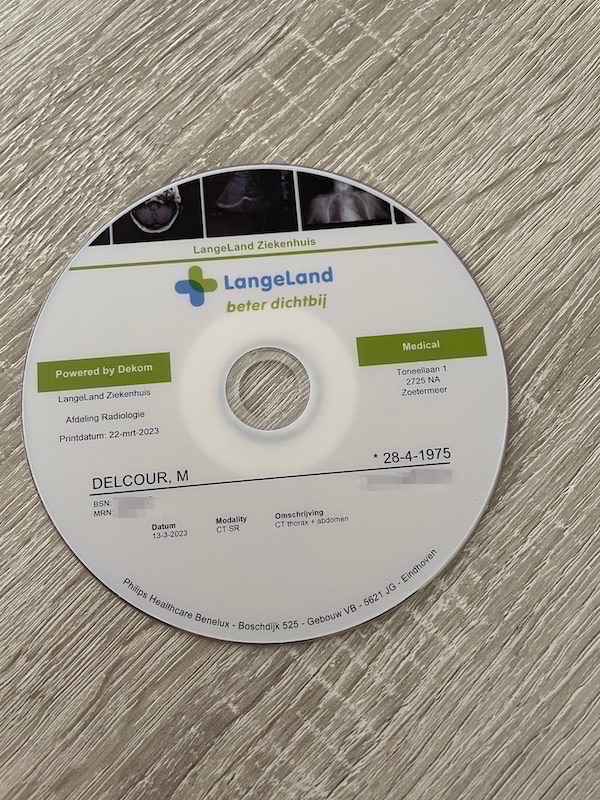 LangeLand Ziekenhuis
LangeLand
beter dichtbij
Powered by Dekom
LangeLand Ziekenhuis
Afdeling Radiologie
Printdatum: 22-mrt-2023
Medical
Toneellaan 1
2725 NA
Zoetermeer
DELCOUR, M
* 28-4-1975
BSN:
MRN:
Datum Modality Omschrijving
13-3-2023 CT SR CT thorax + abdomen
Philips Healthcare Benelux - Boschdijk 525 - Gebouw VB - 5621 JG - Eindhoven